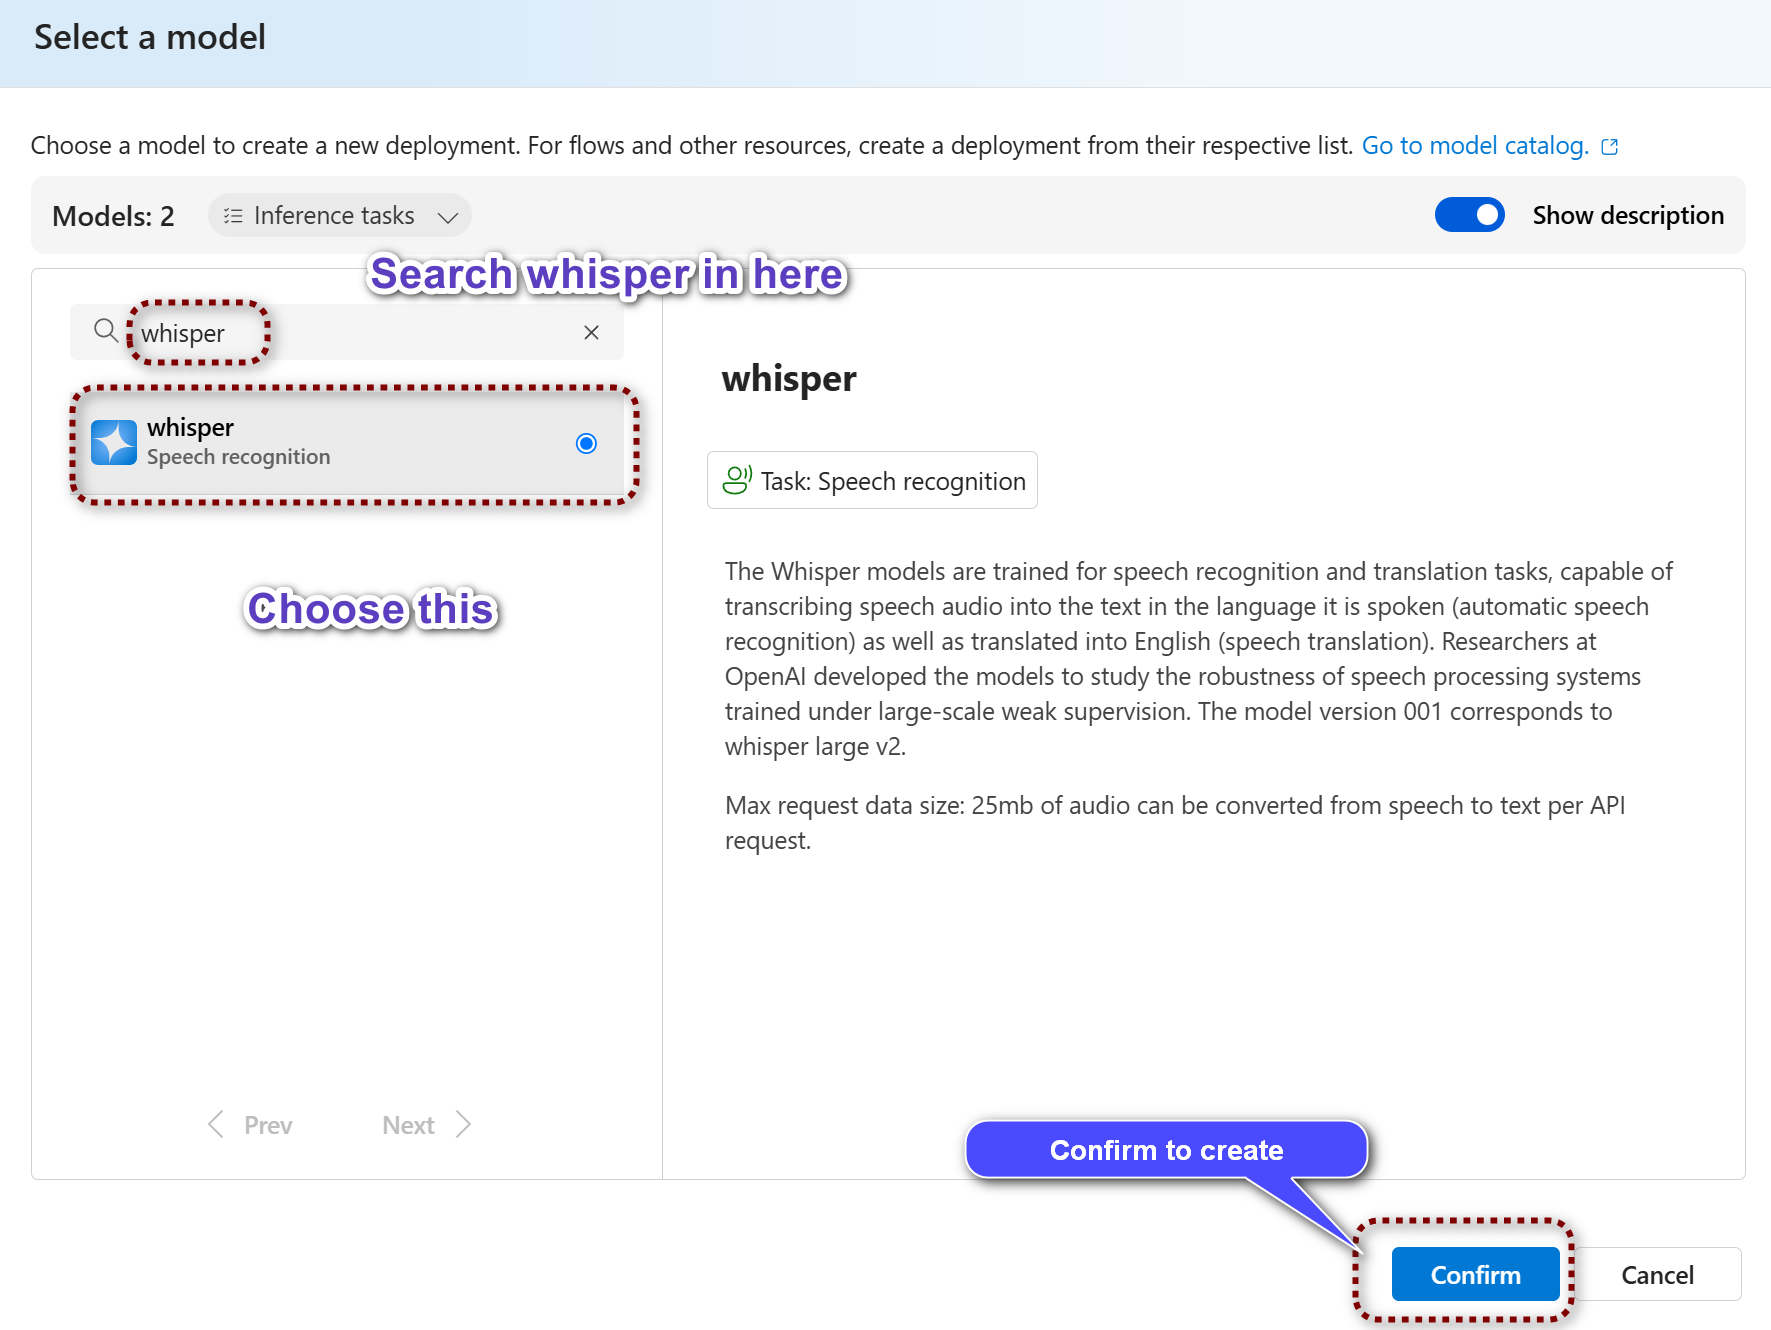 Select a model
Choose a model to create a new deployment. For flows and other resources, create a deployment from their respective list. Go to model catalog.
Models: 2
Inference tasks
Show description
Search whisper in here
whisper
whisper
Speech recognition
Choose this
Prev
Next
whisper
Task: Speech recognition
The Whisper models are trained for speech recognition and translation tasks, capable of
transcribing speech audio into the text in the language it is spoken (automatic speech
recognition) as well as translated into English (speech translation). Researchers at
OpenAI developed the models to study the robustness of speech processing systems
trained under large-scale weak supervision. The model version 001 corresponds to
whisper large v2.
Max request data size: 25mb of audio can be converted from speech to text per API
request.
Confirm to create
Confirm
Cancel